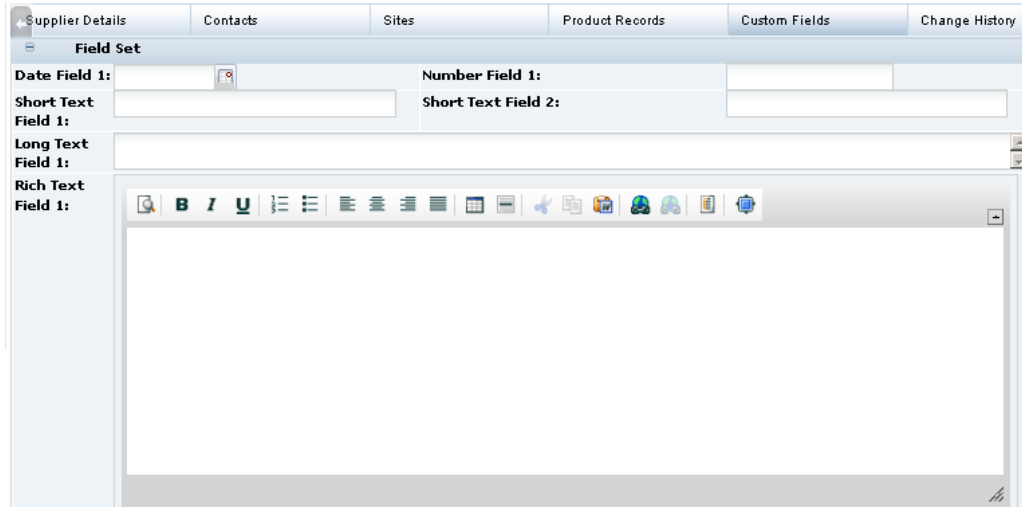 Supplier Details Contacts Sites Product Records Custom Fields Change History
Field Set
Date Field 1: Number Field 1:
Short Text Field 1: Short Text Field 2:
Long Text
Field 1:
Rich Text
Field 1:
B I U